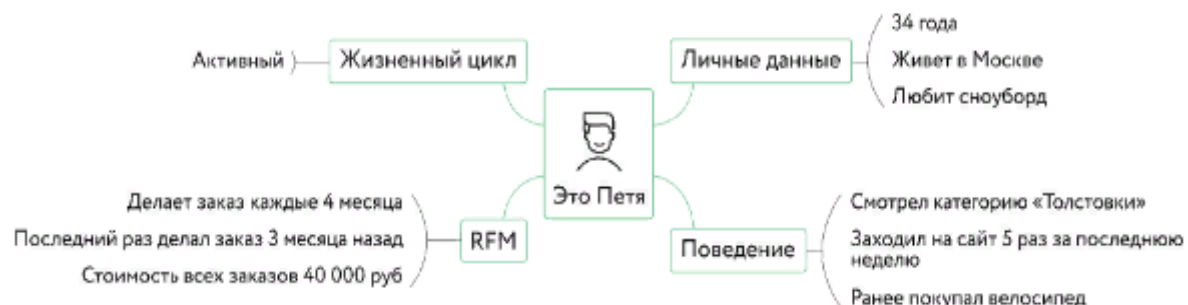 Активный
Жизненный цикл
Личные данные
34 года
Живет в Москве
Любит сноуборд
Это Петя
Делает заказ каждые 4 месяца
Последний раз делал заказ 3 месяца назад
Стоимость всех заказов 40 000 руб
RFM
Поведение
Смотрел категорию «Толстовки»
Заходил на сайт 5 раз за последнюю
неделю
Ранее покупал велосипед